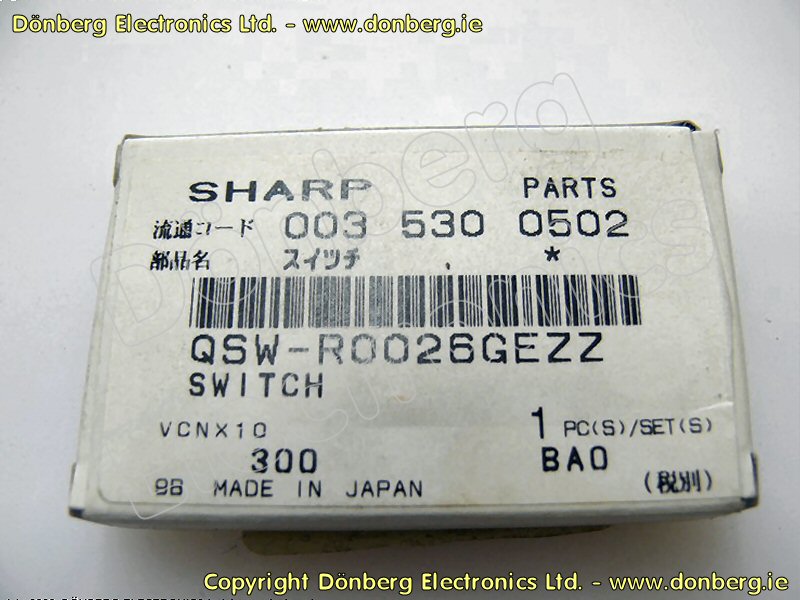 Dönberg Electronics Ltd. - www.donberg.ie
SHARP PARTS
流通コード 003 530 0502
部品名 スイツチ . *
QSW-R0026GEZZ
SWITCH
VCNX10 1 PC(S)/SET(S)
300 BA0
9B MADE IN JAPAN (税別)
Copyright Dönberg Electronics Ltd. - www.donberg.ie